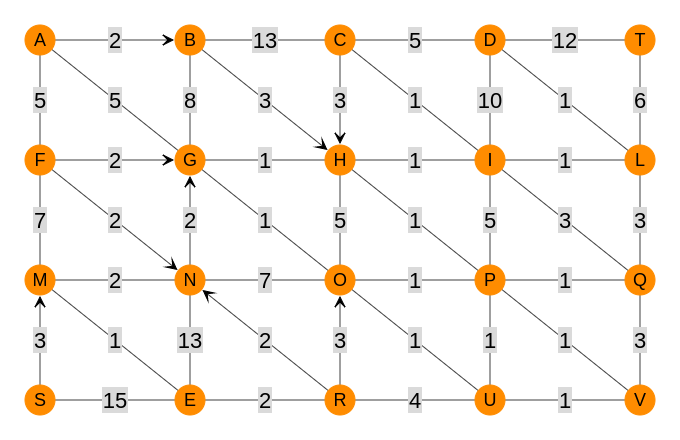 A 2 B 13 C 5 D 12 T
5 5 8 3 3 1 10 1 6
F 2 G 1 H 1 I 1 L
7 2 2 1 5 1 5 3 3
M 2 N 7 O 1 P 1 Q
3 1 13 2 3 1 1 1 3
S 15 E 2 R 4 U 1 V